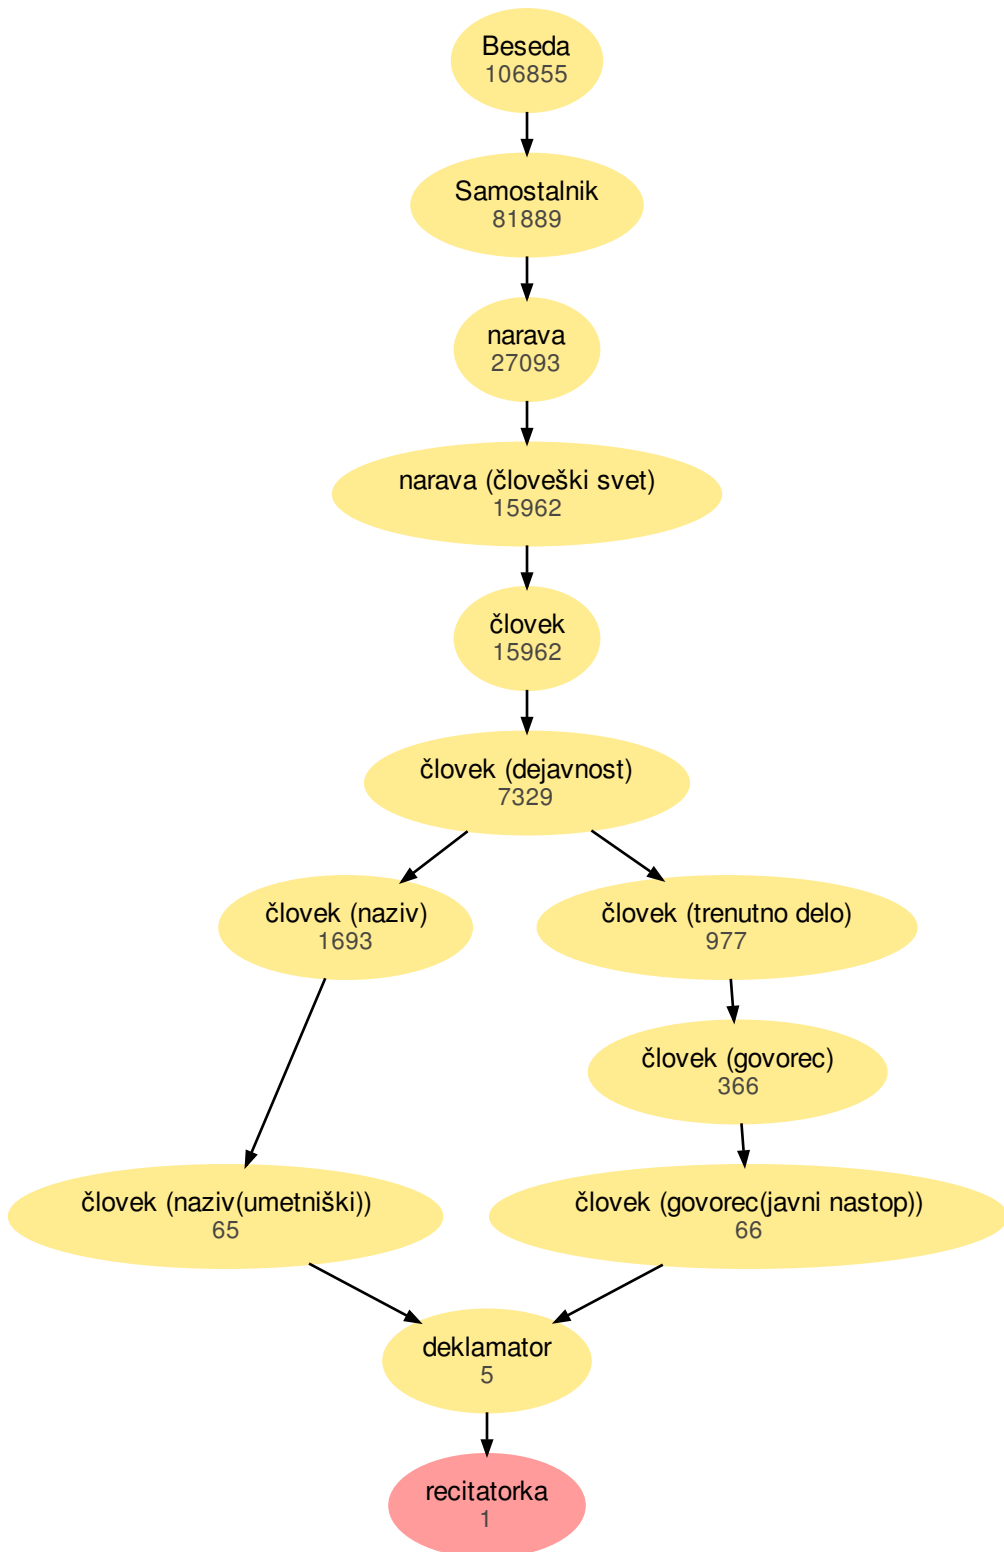 Beseda
106855
Samostalnik
81889
narava
27093
narava (človeški svet)
15962
človek
15962
človek (dejavnost)
7329
človek (naziv)
1693
človek (trenutno delo)
977
človek (govorec)
366
človek (naziv(umetniški))
65
človek (govorec(javni nastop))
66
deklamator
5
recitatorka
1